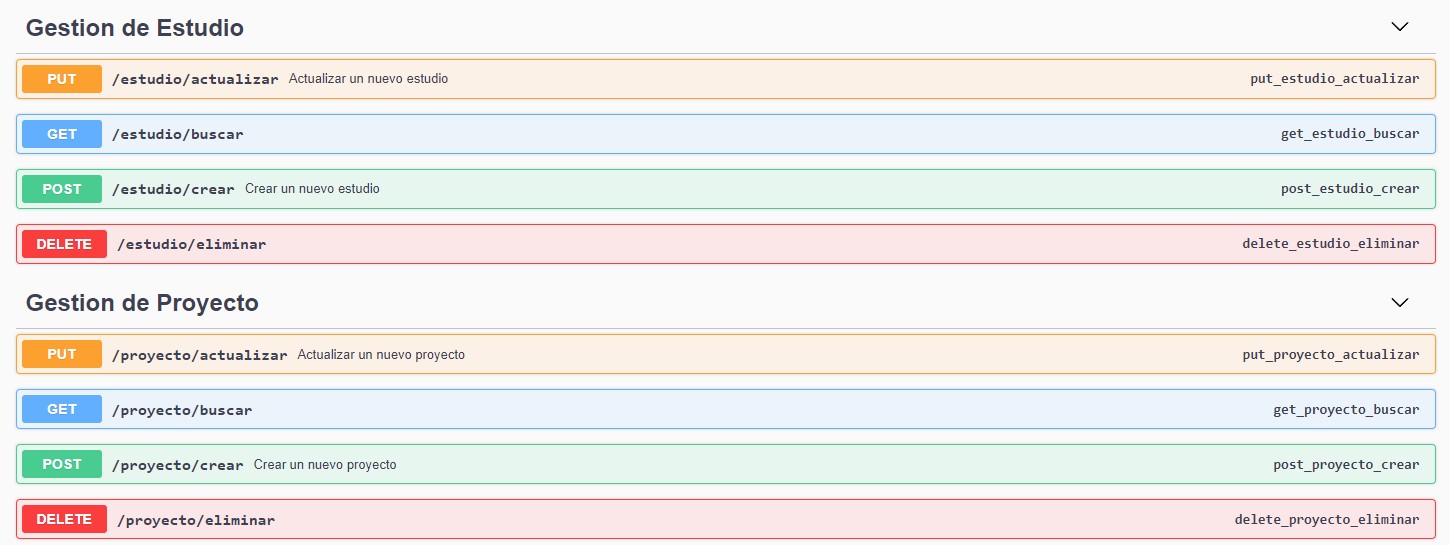 Gestion de Estudio
PUT /estudio/actualizar Actualizar un nuevo estudio put_estudio_actualizar
GET /estudio/buscar get_estudio_buscar
POST /estudio/crear Crear un nuevo estudio post_estudio_crear
DELETE /estudio/eliminar delete_estudio_eliminar
Gestion de Proyecto
PUT /proyecto/actualizar Actualizar un nuevo proyecto put_proyecto_actualizar
GET /proyecto/buscar get_proyecto_buscar
POST /proyecto/crear Crear un nuevo proyecto post_proyecto_crear
DELETE /proyecto/eliminar delete_proyecto_eliminar